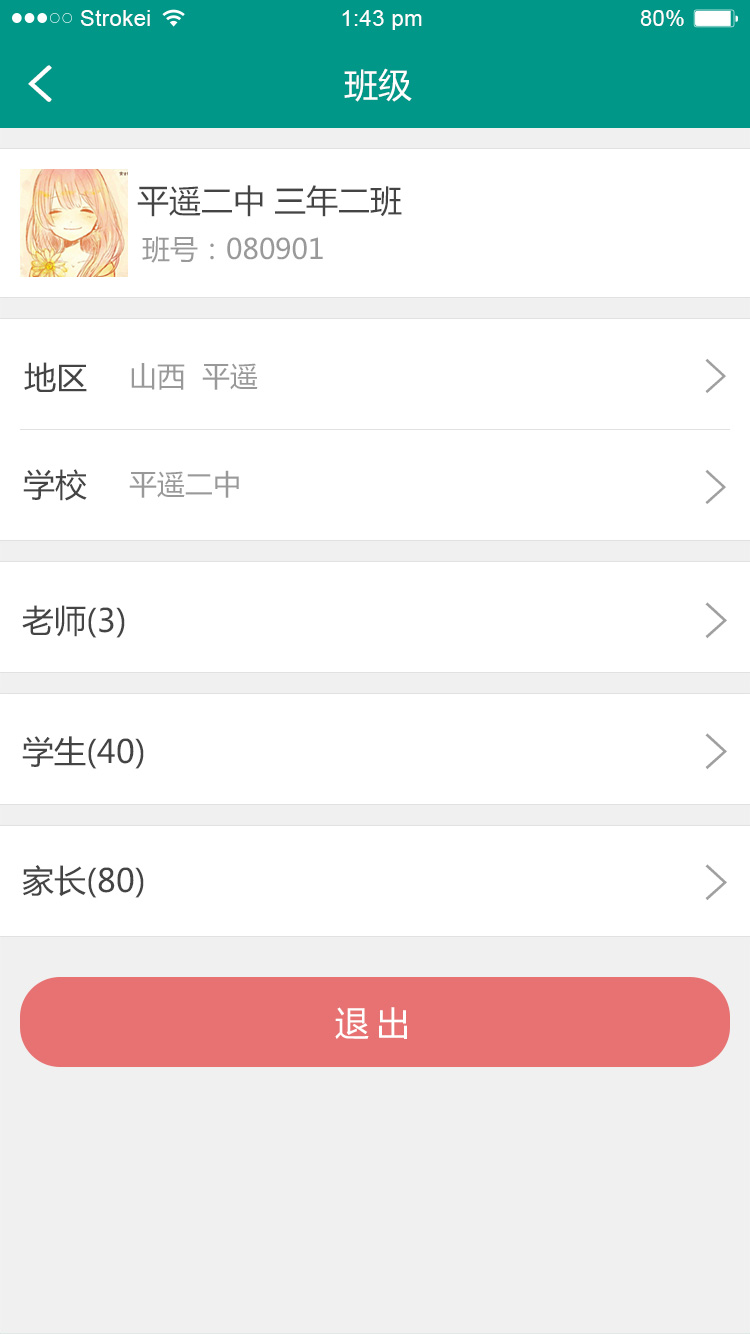 Strokei 1:43 pm 80%
班级
平遥二中 三年二班
班号：080901
地区 山西 平遥
学校 平遥二中
老师(3)
学生(40)
家长(80)
退出